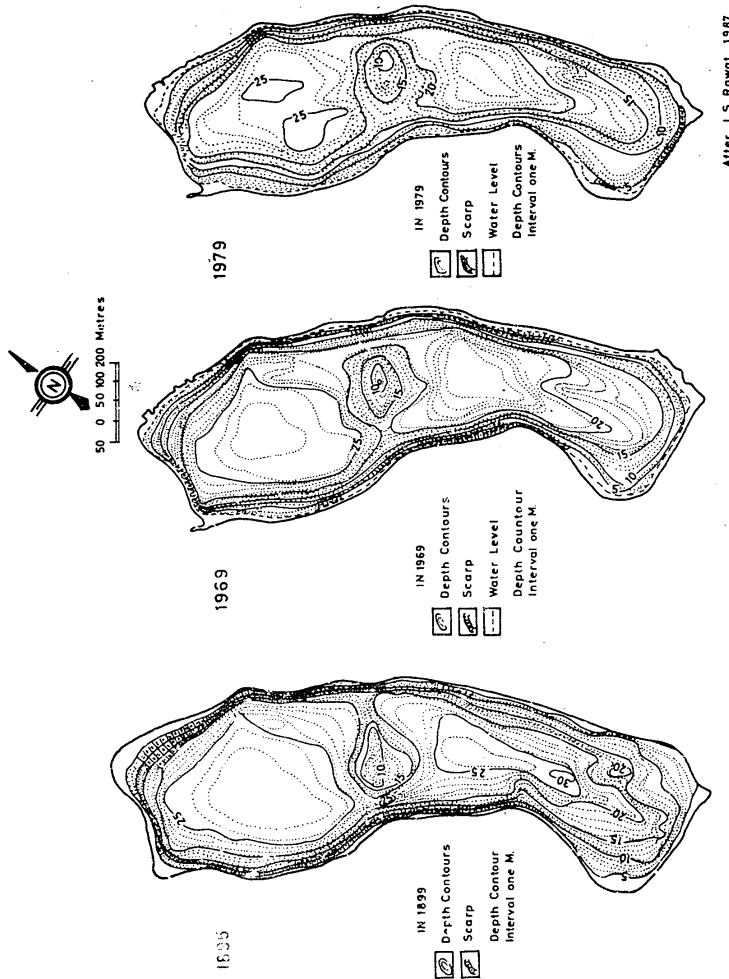 IN 1899
Depth Contours
Scarp
Depth Contour
Interval one M.
5
10
15
20
20
30
25
25
15
10
25
50 0 50 100 200 Metres
N
1969
IN 1969
Depth Contours
Scarp
Water Level
Depth Countour
Interval one M.
5
10
15
20
15
25
1979
IN 1979
Depth Contours
Scarp
Water Level
Depth Contours
Interval one M.
5
10
15
20
15
10
25
25
After J.S. Rawat, 1987